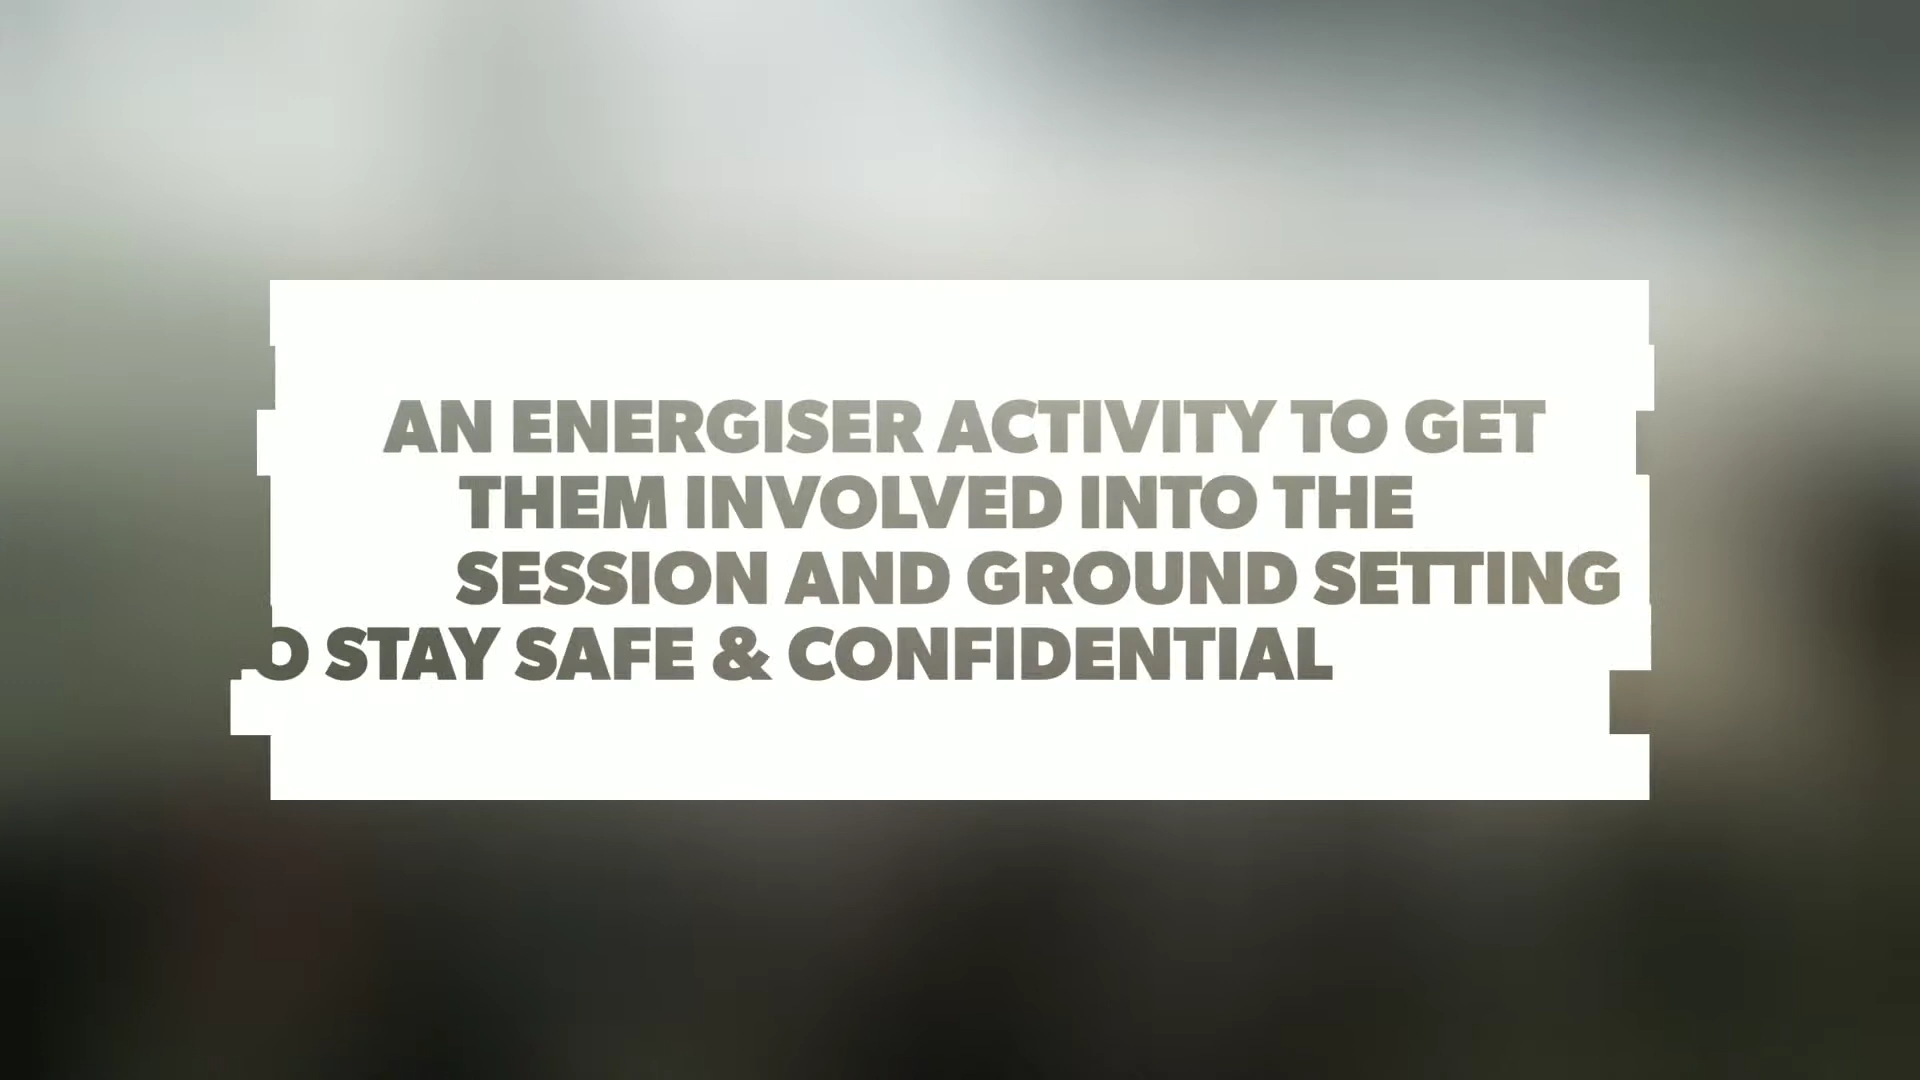 AN ENERGISER ACTIVITY TO GET
THEM INVOLVED INTO THE
SESSION AND GROUND SETTING
O STAY SAFE & CONFIDENTIAL